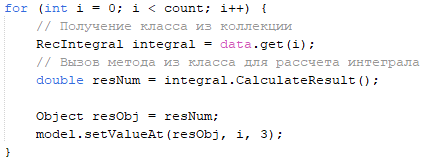 for (int i = 0; i < count; i++) {
// Получение класса из коллекции
RecIntegral integral = data.get(i);
// Вызов метода из класса для рассчета интеграла
double resNum = integral.CalculateResult();
Object resObj = resNum;
model.setValueAt(resObj, i, 3);
}